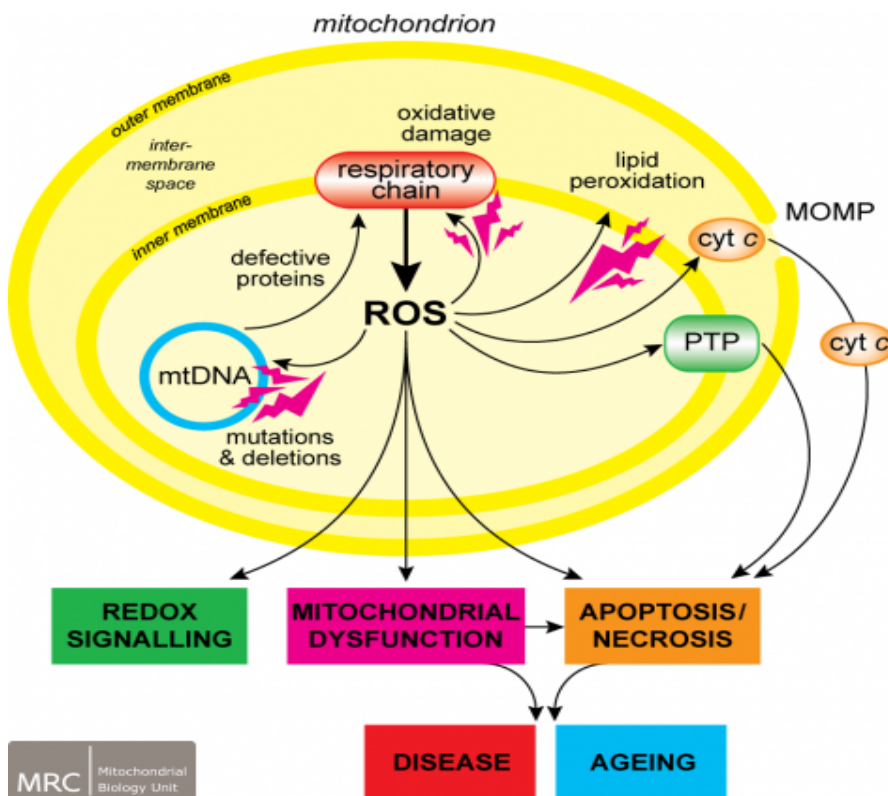 mitochondrion
outer membrane
inter-
membrane
space
inner membrane
oxidative
damage
respiratory
chain
lipid
peroxidation
MOMP
cyt c
defective
proteins
ROS
mtDNA
PTP
cyt c
mutations
& deletions
REDOX
SIGNALLING
MITOCHONDRIAL
DYSFUNCTION
APOPTOSIS/
NECROSIS
DISEASE
AGEING
MRC
Mitochondrial
Biology Unit